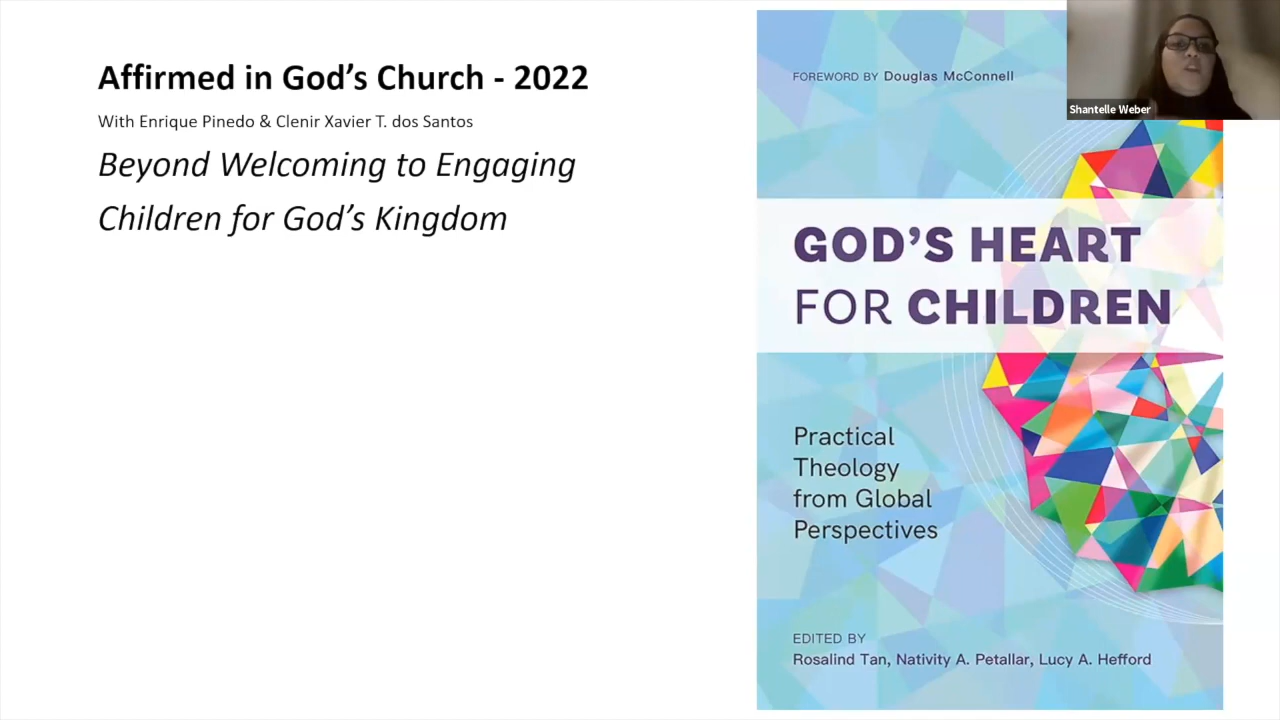 Affirmed in God’s Church - 2022
With Enrique Pinedo & Clenir Xavier T. dos Santos
Beyond Welcoming to Engaging
Children for God’s Kingdom
FOREWORD BY Douglas McConnell
GOD’S HEART
FOR CHILDREN
Practical
Theology
from Global
Perspectives
EDITED BY
Rosalind Tan, Nativity A. Petallar, Lucy A. Hefford
Shantelle Weber